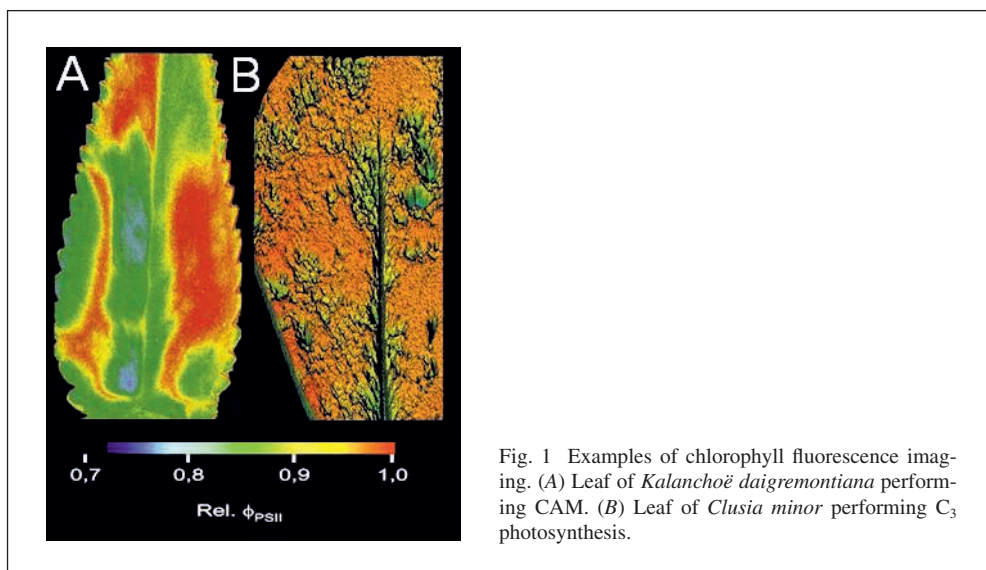 A B
0,7 0,8 0,9 1,0
Rel. ϕPSII
Fig. 1 Examples of chlorophyll fluorescence imag-
ing. (A) Leaf of Kalanchoë daigremontiana perform-
ing CAM. (B) Leaf of Clusia minor performing C3
photosynthesis.